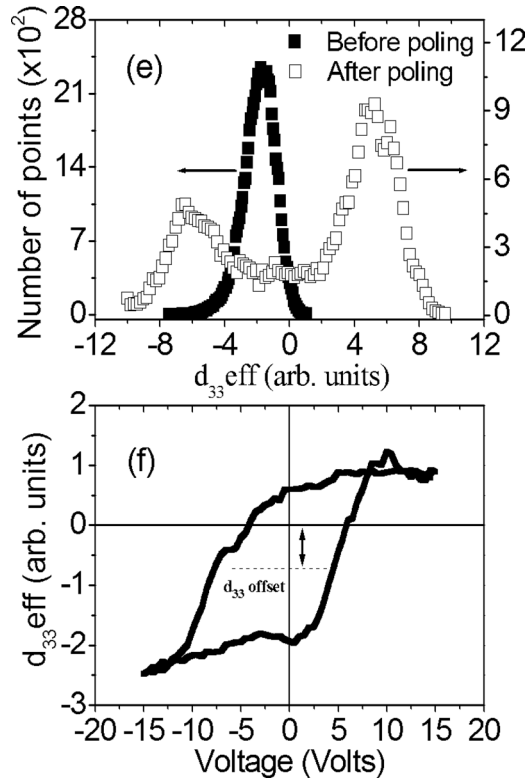 (e)
Before poling
After poling
Number of points (×10²)
28
21
14
7
0
12
9
6
3
0
-12 -8 -4 0 4 8 12
d₃₃eff (arb. units)
(f)
d₃₃eff (arb. units)
2
1
0
-1
-2
-3
d₃₃ offset
-20 -15 -10 -5 0 5 10 15 20
Voltage (Volts)